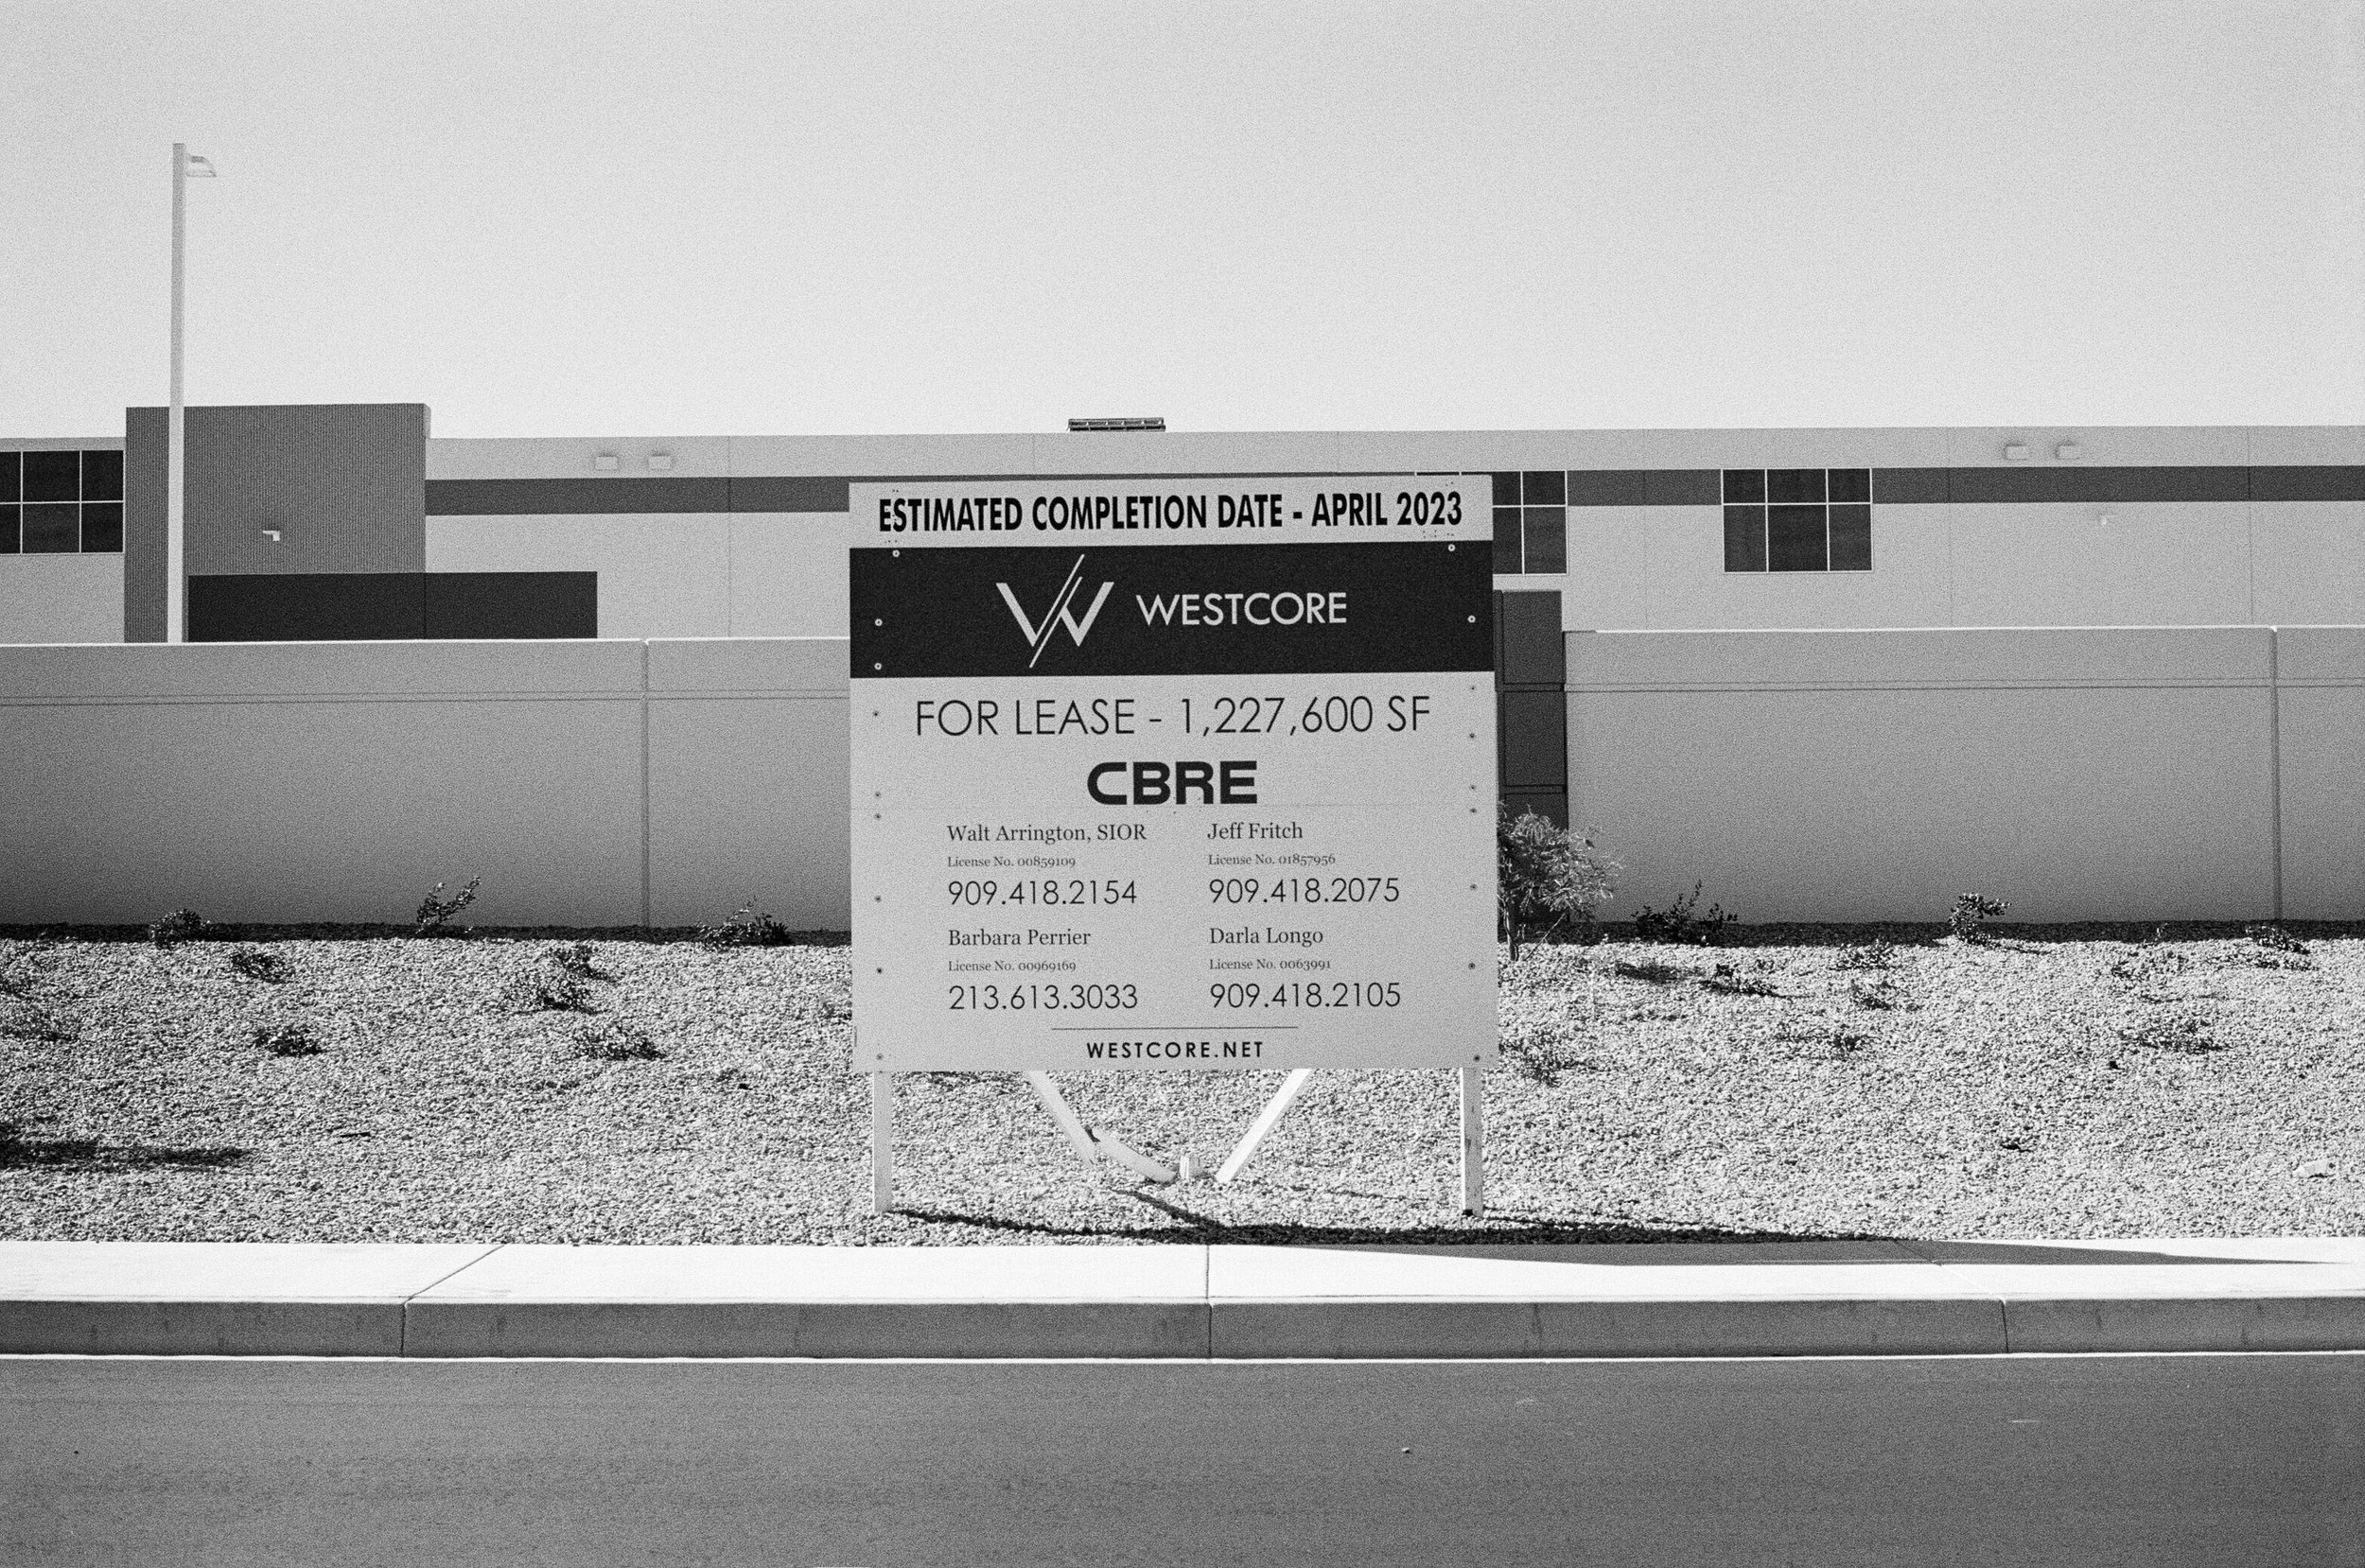 ESTIMATED COMPLETION DATE - APRIL 2023
WESTCORE
FOR LEASE - 1,227,600 SF
CBRE
Walt Arrington, SIOR
License No. 00859109
909.418.2154
Jeff Fritch
License No. 01857956
909.418.2075
Barbara Perrier
License No. 00969169
213.613.3033
Darla Longo
License No. 0063991
909.418.2105
WESTCORE.NET